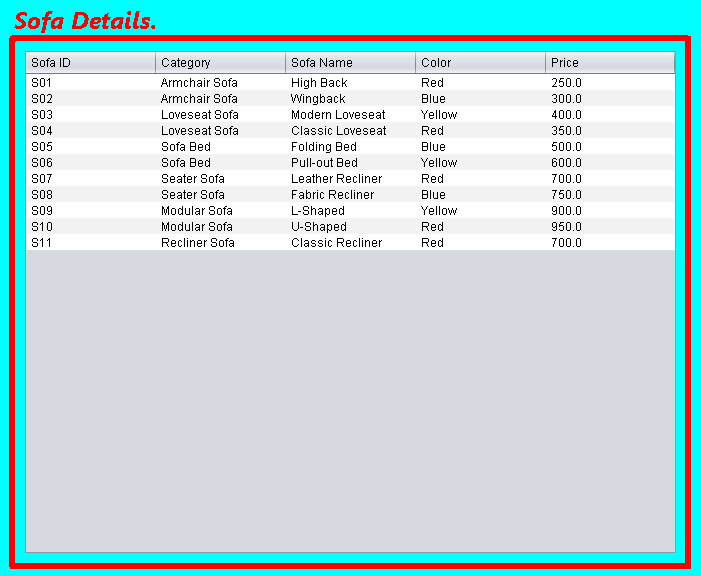 Sofa Details.
Sofa ID Category Sofa Name Color Price
S01 Armchair Sofa High Back Red 250.0
S02 Armchair Sofa Wingback Blue 300.0
S03 Loveseat Sofa Modern Loveseat Yellow 400.0
S04 Loveseat Sofa Classic Loveseat Red 350.0
S05 Sofa Bed Folding Bed Blue 500.0
S06 Sofa Bed Pull-out Bed Yellow 600.0
S07 Seater Sofa Leather Recliner Red 700.0
S08 Seater Sofa Fabric Recliner Blue 750.0
S09 Modular Sofa L-Shaped Yellow 900.0
S10 Modular Sofa U-Shaped Red 950.0
S11 Recliner Sofa Classic Recliner Red 700.0